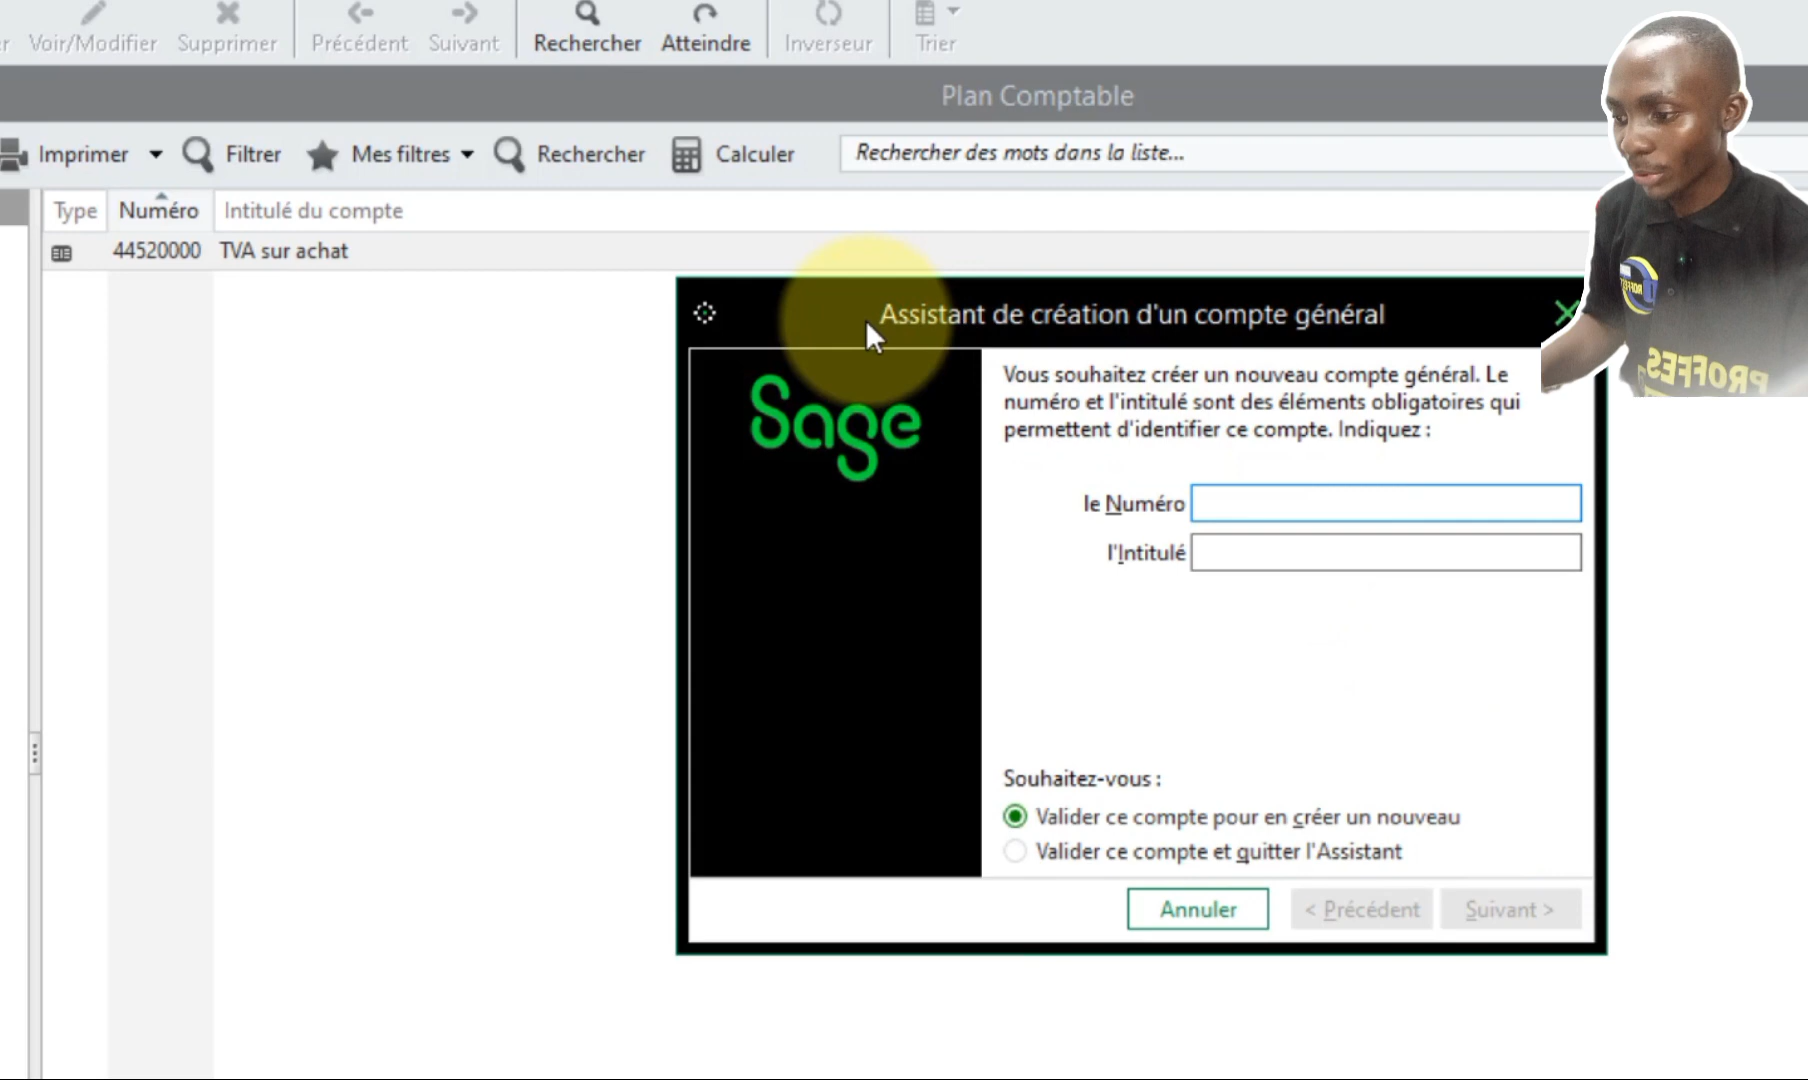 Voir/Modifier Supprimer Précédent Suivant Rechercher Atteindre Inverseur Trier
Plan Comptable
Imprimer Filtrer Mes filtres Rechercher Calculer Rechercher des mots dans la liste...
Type Numéro Intitulé du compte
44520000 TVA sur achat
Assistant de création d'un compte général
Sage
Vous souhaitez créer un nouveau compte général. Le
numéro et l'intitulé sont des éléments obligatoires qui
permettent d'identifier ce compte. Indiquez :
le Numéro
l'Intitulé
Souhaitez-vous :
Valider ce compte pour en créer un nouveau
Valider ce compte et quitter l'Assistant
Annuler < Précédent Suivant >
PROFFES